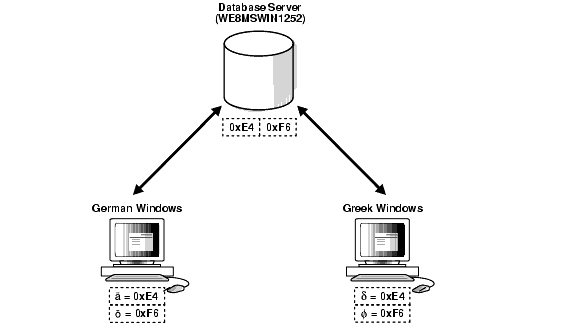 Database Server
(WE8MSWIN1252)
0xE4 0xF6
German Windows
Greek Windows
ä = 0xE4
ö = 0xF6
δ = 0xE4
φ = 0xF6